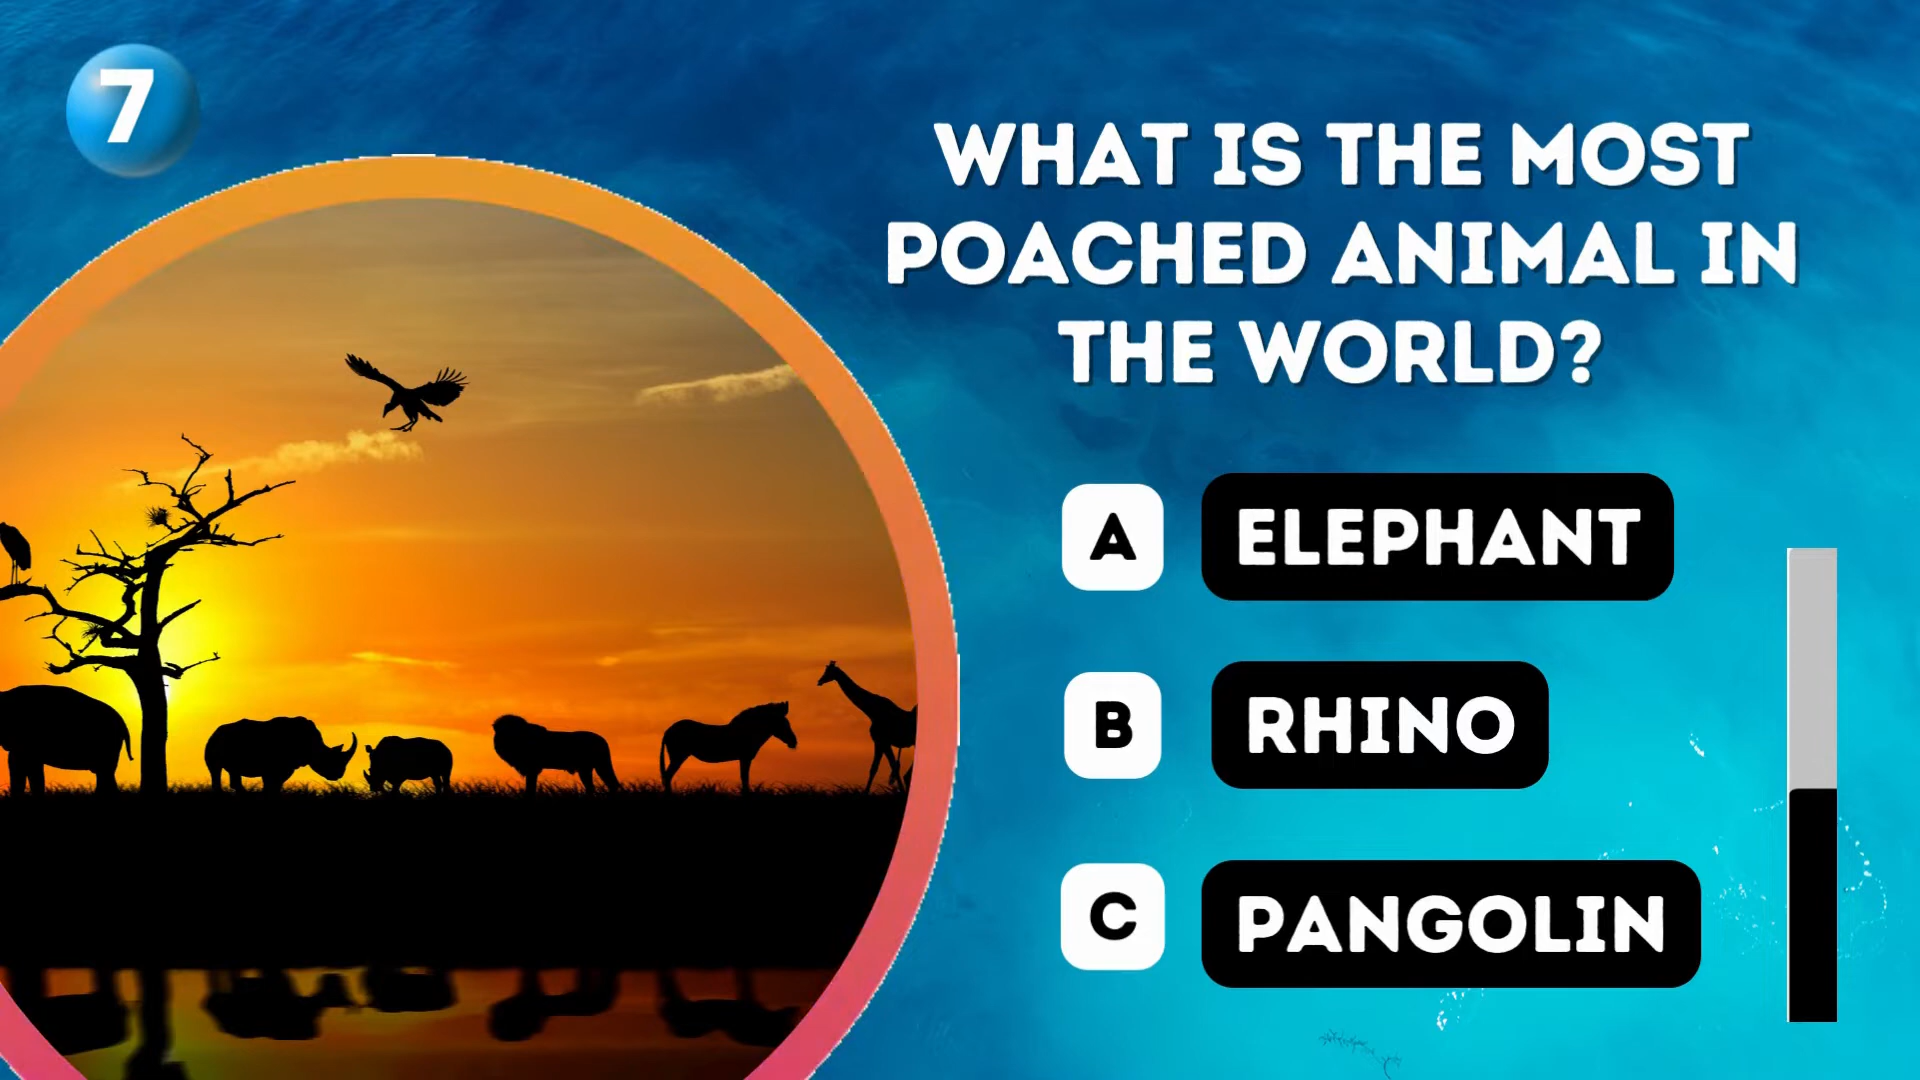 7
WHAT IS THE MOST
POACHED ANIMAL IN
THE WORLD?
A ELEPHANT
B RHINO
C PANGOLIN